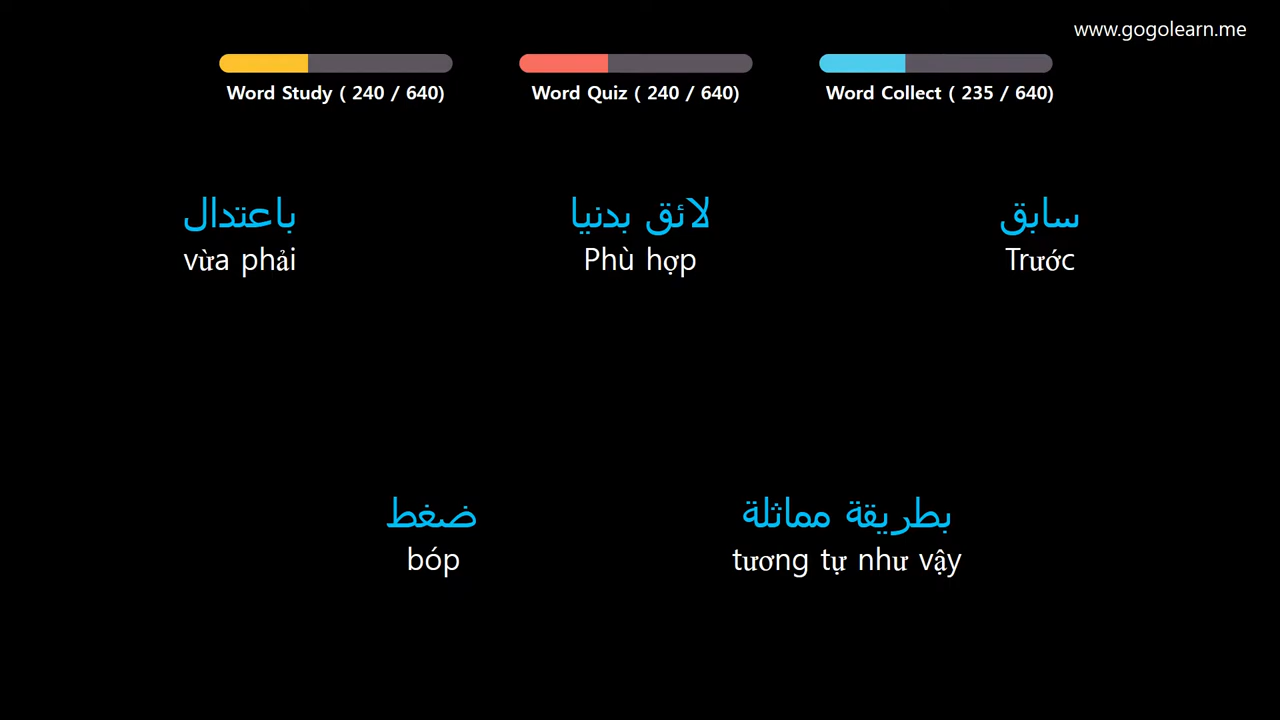 www.gogolearn.me
Word Study ( 240 / 640)
Word Quiz ( 240 / 640)
Word Collect ( 235 / 640)
باعتدال
vừa phải
لائق بدنيا
Phù hợp
سابق
Trước
ضغط
bóp
بطريقة مماثلة
tương tự như vậy